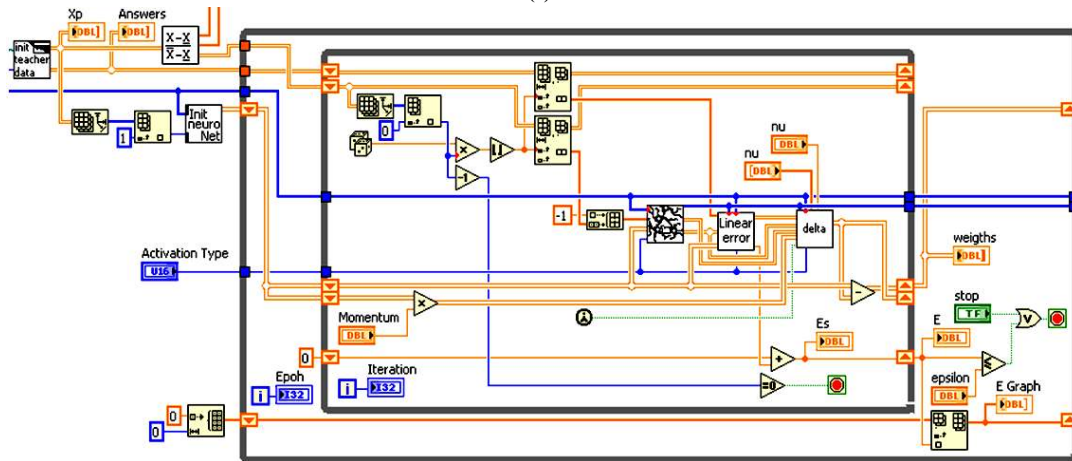 Xp
Answers
DBL]
DBL]
init
teacher
data
X-X
X-X
Init
neuro
Net
1
0
x
-1
nu
DBL
nu
[DBL
-1
Linear
error
delta
Activation Type
U16
weigths
DBL]
Momentum
DBL
x
-
stop
TF
V
Es
DBL
E
DBL
0
+
Epoh
i
I32
Iteration
i
I32
=0
epsilon
DBL
E Graph
DBL]
0
0